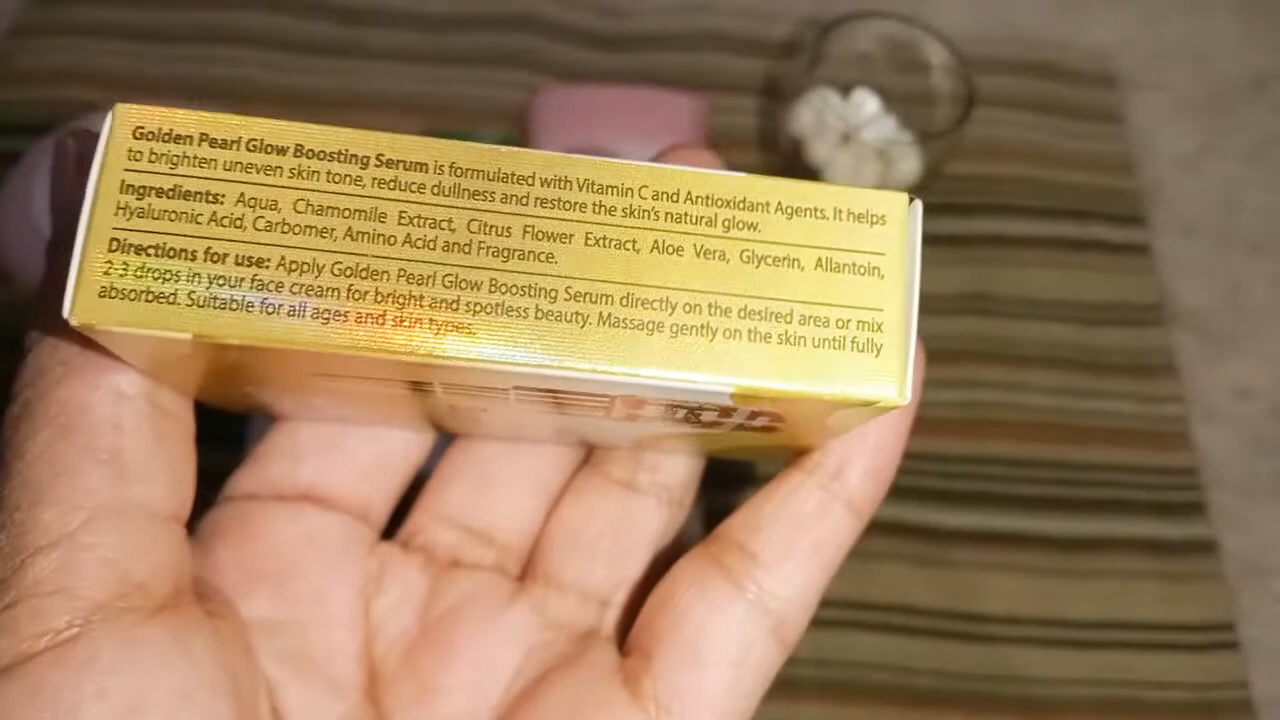 Golden Pearl Glow Boosting Serum is formulated with Vitamin C and Antioxidant Agents. It helps
to brighten uneven skin tone, reduce dullness and restore the skin's natural glow.
Ingredients: Aqua, Chamomile Extract, Citrus Flower Extract, Aloe Vera, Glycerin, Allantoin,
Hyaluronic Acid, Carbomer, Amino Acid and Fragrance.
Directions for use: Apply Golden Pearl Glow Boosting Serum directly on the desired area or mix
2-3 drops in your face cream for bright and spotless beauty. Massage gently on the skin until fully
absorbed. Suitable for all ages and skin types.